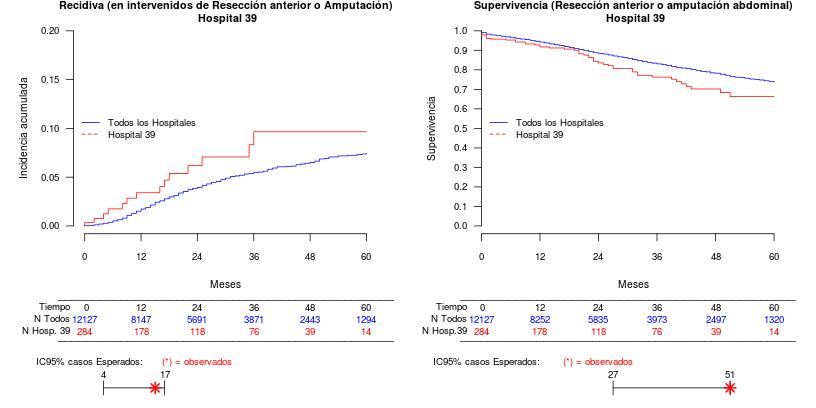 Recidiva (en intervenidos de Resección anterior o Amputación)
Hospital 39
0.20
0.15
0.10
0.05
0.00
Incidencia acumulada
Todos los Hospitales
Hospital 39
0 12 24 36 48 60
Meses
Tiempo 0 12 24 36 48 60
N Todos 12127 8147 5691 3871 2443 1294
N Hosp. 39 284 178 118 76 39 14
IC95% casos Esperados: (*) = observados
4 17
Supervivencia (Resección anterior o amputación abdominal)
Hospital 39
1.0
0.9
0.8
0.7
0.6
0.5
0.4
0.3
0.2
0.1
0.0
Supervivencia
Todos los Hospitales
Hospital 39
0 12 24 36 48 60
Meses
Tiempo 0 12 24 36 48 60
N Todos 12127 8252 5835 3973 2497 1320
N Hosp.39 284 178 118 76 39 14
IC95% casos Esperados: (*) = observados
27 51